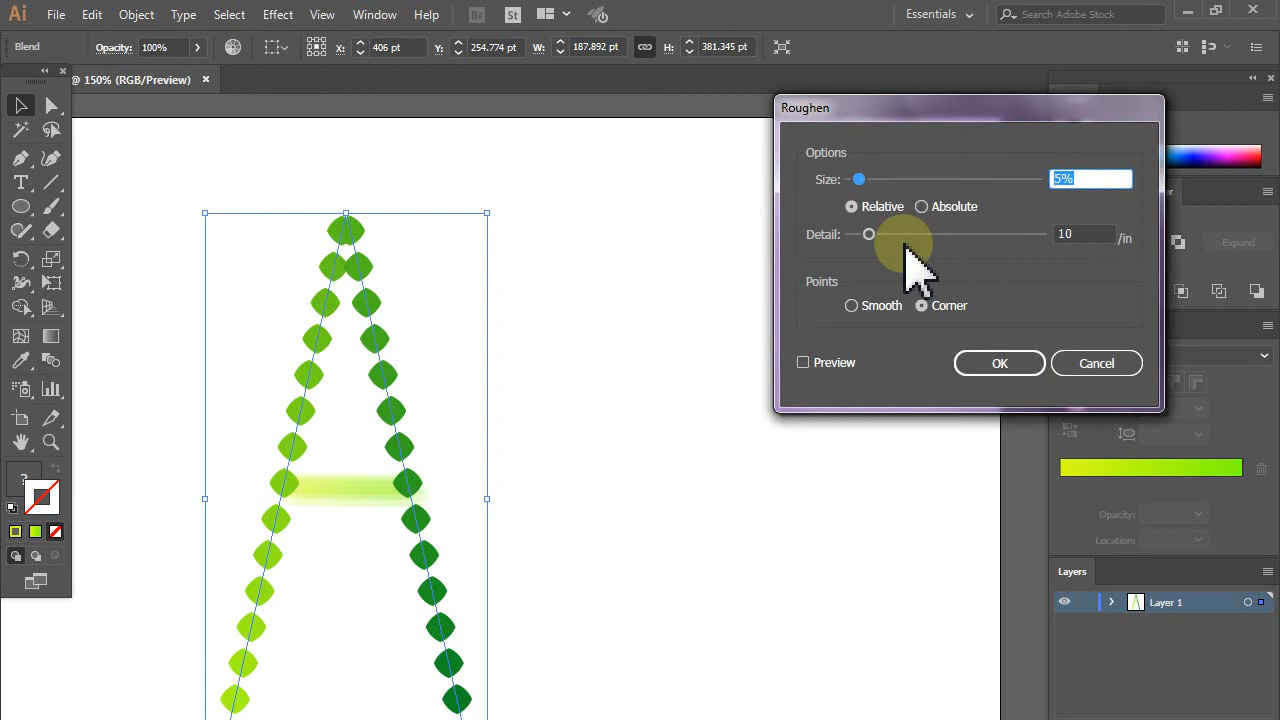 Ai File Edit Object Type Select Effect View Window Help Br St Essentials Search Adobe Stock
Blend Opacity: 100% X: 406 pt Y: 254.774 pt W: 187.892 pt H: 381.345 pt
@ 150% (RGB/Preview)
Roughen
Options
Size: 5%
Relative Absolute
Detail: 10 /in
Points
Smooth Corner
Preview OK Cancel
Expand
?
Opacity:
Location:
Layers
Layer 1